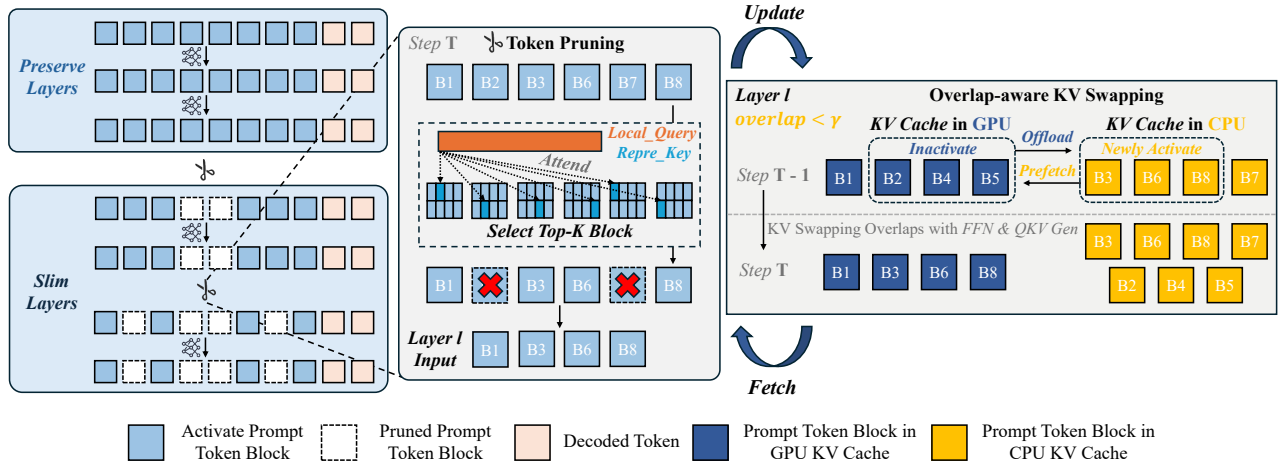 Preserve
Layers
Slim
Layers
Step T
Token Pruning
B1 B2 B3 B6 B7 B8
Local_Query
Repre_Key
Attend
Select Top-K Block
B1 B3 B6 B8
Layer l
Input
B1 B3 B6 B8
Update
Fetch
Layer l
overlap < γ
Overlap-aware KV Swapping
KV Cache in GPU
KV Cache in CPU
Inactivate
Offload
Newly Activate
Prefetch
Step T - 1
B1 B2 B4 B5
B3 B6 B8 B7
KV Swapping Overlaps with FFN & QKV Gen
Step T
B1 B3 B6 B8
B3 B6 B8 B7
B2 B4 B5
Activate Prompt
Token Block
Pruned Prompt
Token Block
Decoded Token
Prompt Token Block in
GPU KV Cache
Prompt Token Block in
CPU KV Cache